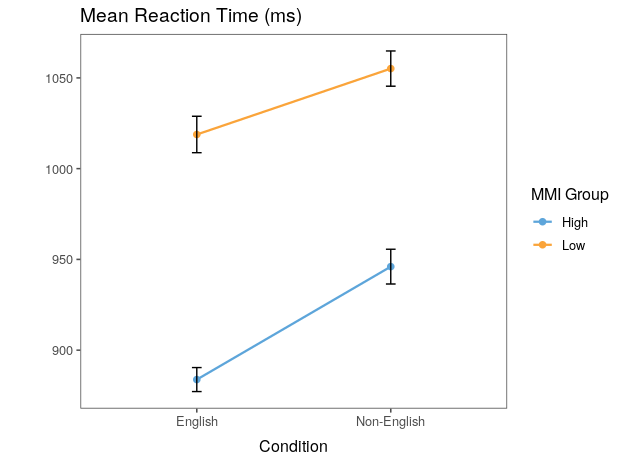 Mean Reaction Time (ms)
1050
1000
950
900
English
Non-English
Condition
MMI Group
High
Low